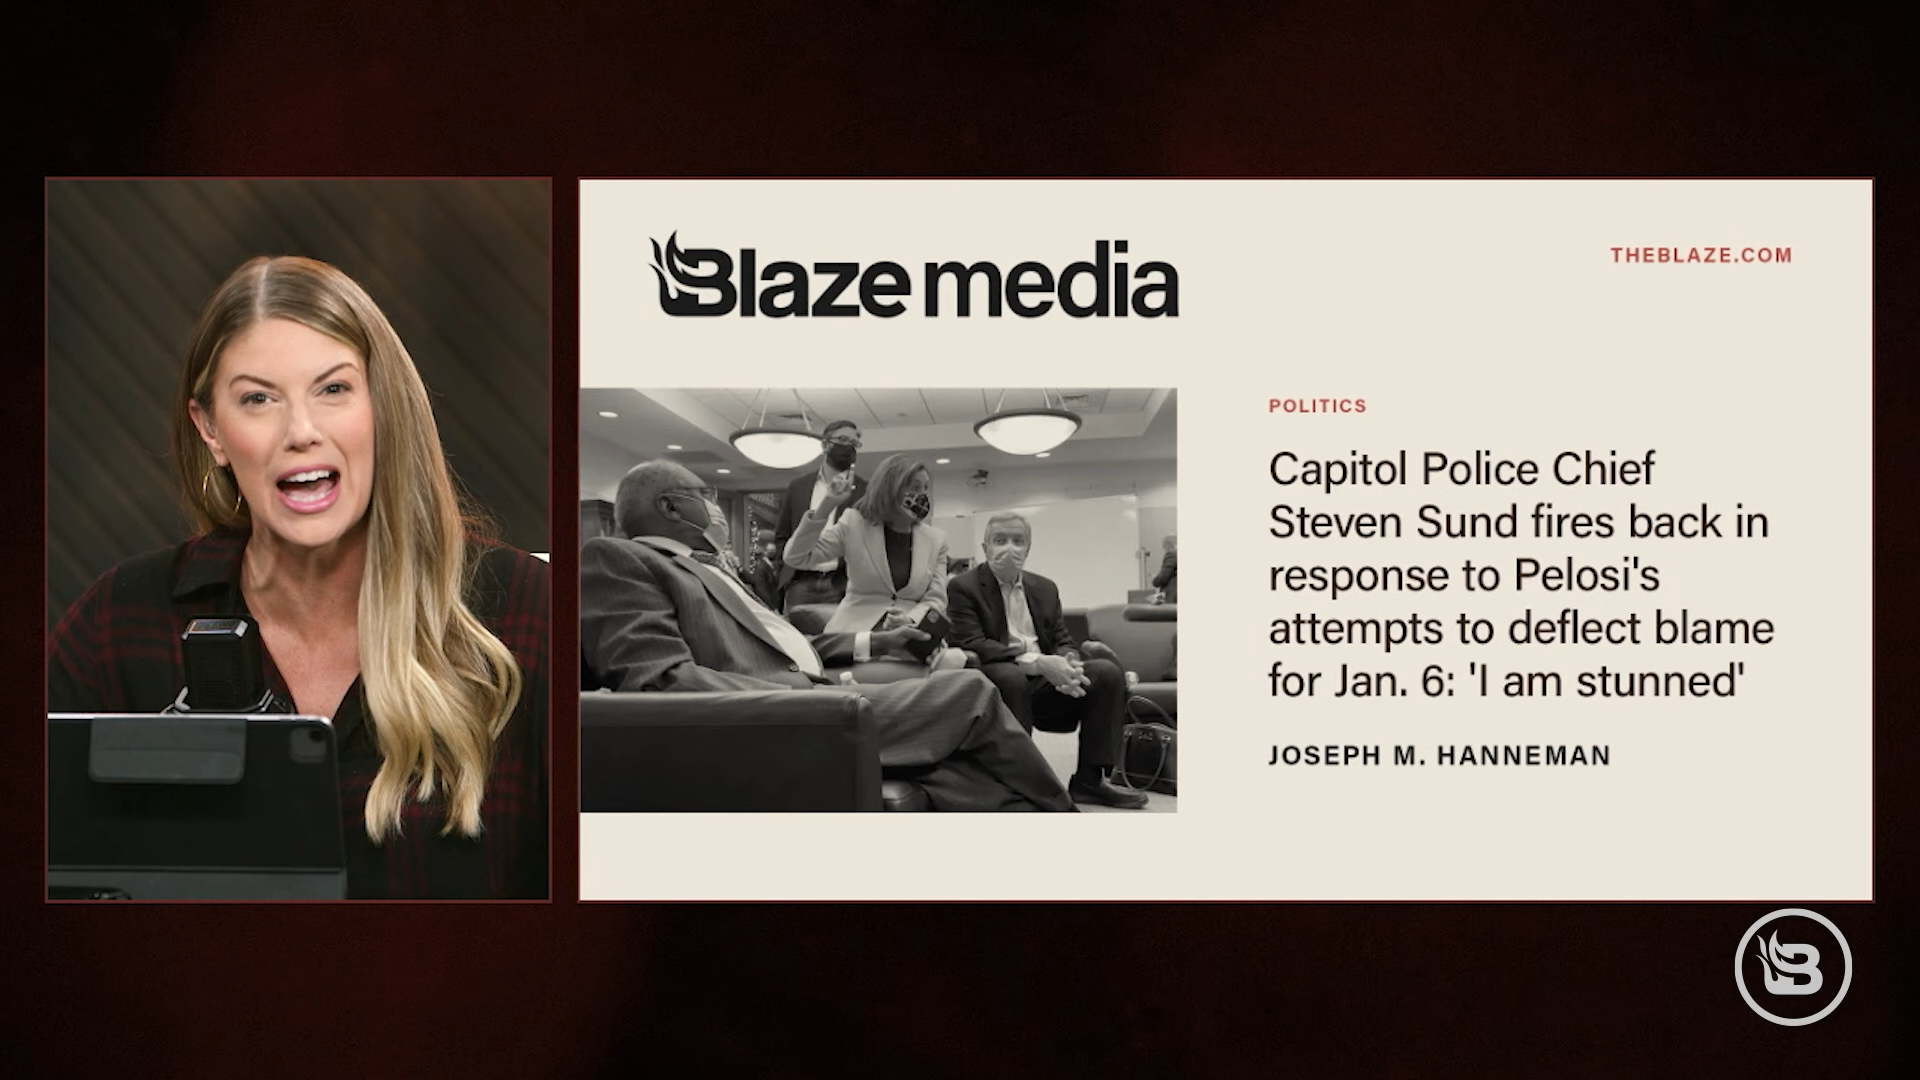 Blaze media
THEBLAZE.COM
POLITICS
Capitol Police Chief
Steven Sund fires back in
response to Pelosi's
attempts to deflect blame
for Jan. 6: 'I am stunned'
JOSEPH M. HANNEMAN
B